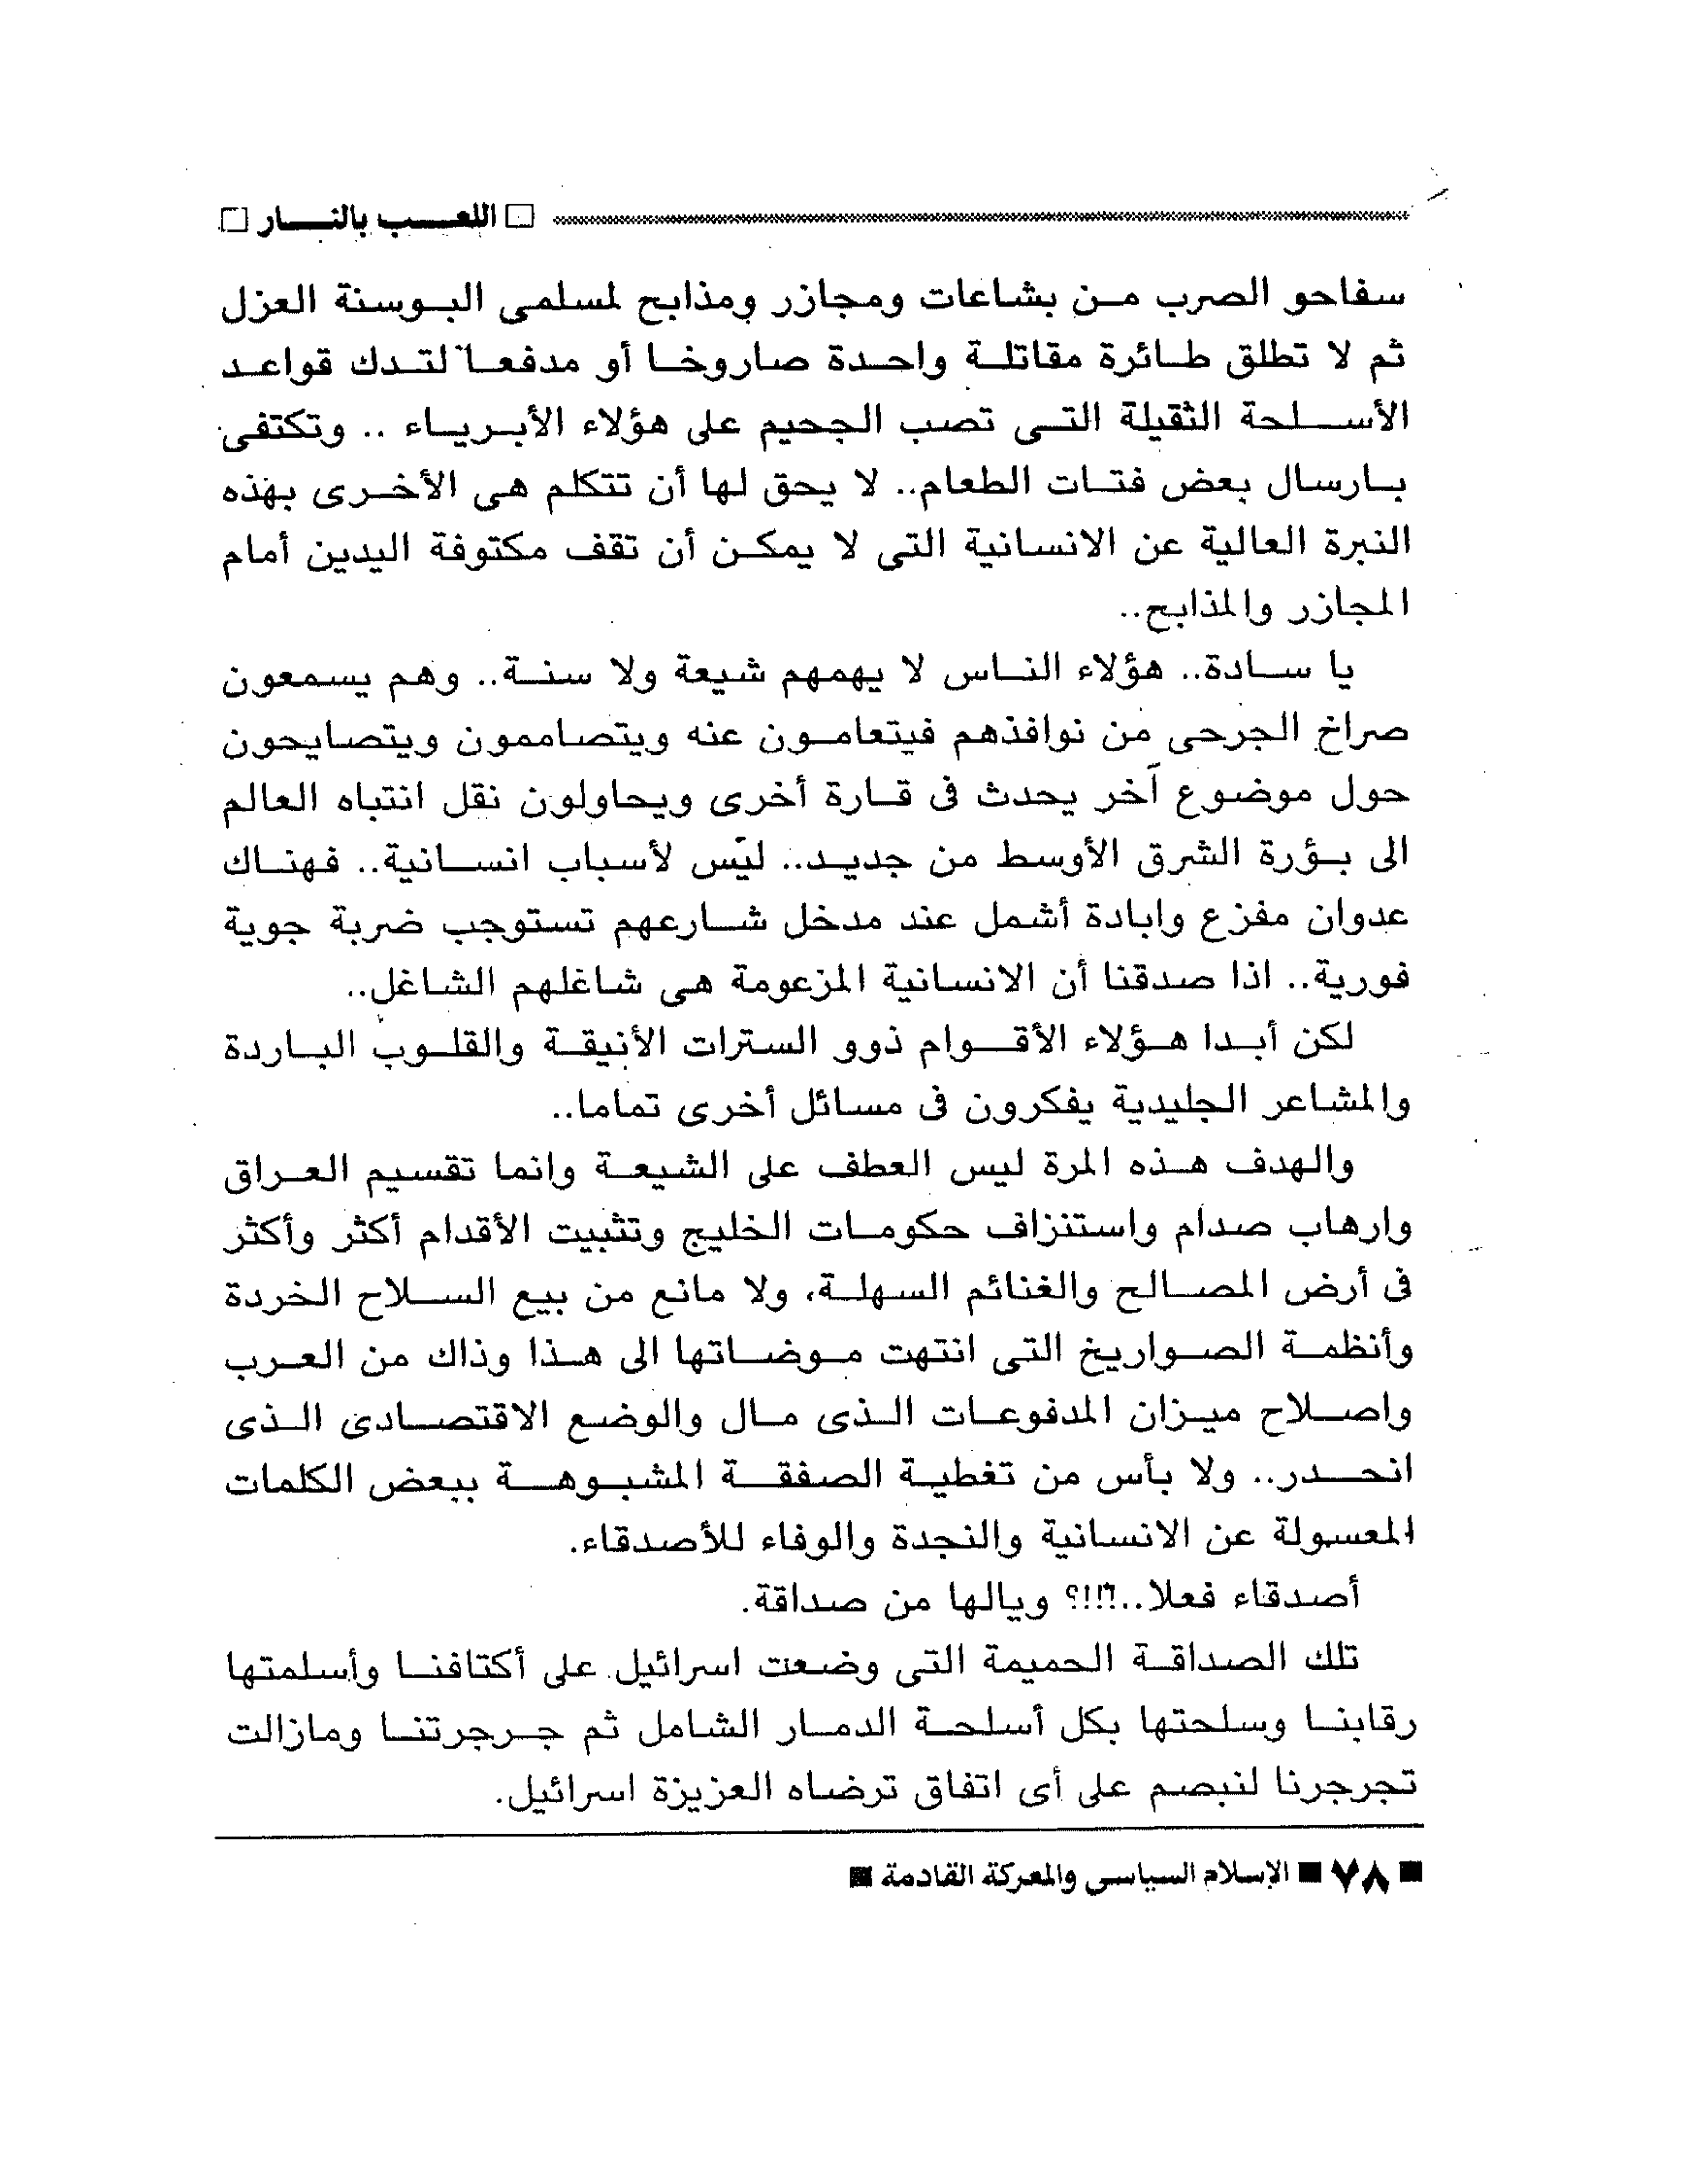 □ اللعب بالنار □
سفاحو الصرب من بشاعات ومجازر ومذابح لمسلمى البوسنة العزل
ثم لا تطلق طائرة مقاتلة واحدة صاروخا أو مدفعا لتدك قواعد
الأسلحة الثقيلة التى تصب الجحيم على هؤلاء الأبرياء .. وتكتفى
بارسال بعض فتات الطعام.. لا يحق لها أن تتكلم هى الأخرى بهذه
النبرة العالية عن الانسانية التى لا يمكن أن تقف مكتوفة اليدين أمام
المجازر والمذابح..
يا سادة.. هؤلاء الناس لا يهمهم شيعة ولا سنة.. وهم يسمعون
صراخ الجرحى من نوافذهم فيتعامون عنه ويتصاممون ويتصايحون
حول موضوع آخر يحدث فى قارة أخرى ويحاولون نقل انتباه العالم
الى بؤرة الشرق الأوسط من جديد.. ليس لأسباب انسانية.. فهناك
عدوان مفزع وابادة أشمل عند مدخل شارعهم تستوجب ضربة جوية
فورية.. اذا صدقنا أن الانسانية المزعومة هى شاغلهم الشاغل..
لكن أبدا هؤلاء الأقوام ذوو السترات الأنيقة والقلوب الباردة
والمشاعر الجليدية يفكرون فى مسائل أخرى تماما..
والهدف هذه المرة ليس العطف على الشيعة وانما تقسيم العراق
وارهاب صدام واستنزاف حكومات الخليج وتثبيت الأقدام أكثر وأكثر
فى أرض المصالح والغنائم السهلة، ولا مانع من بيع السلاح الخردة
وأنظمة الصواريخ التى انتهت موضاتها الى هذا وذاك من العرب
واصلاح ميزان المدفوعات الذى مال والوضع الاقتصادى الذى
انحدر.. ولا بأس من تغطية الصفقة المشبوهة ببعض الكلمات
المعسولة عن الانسانية والنجدة والوفاء للأصدقاء.
أصدقاء فعلا..؟!!؟ ويالها من صداقة.
تلك الصداقة الحميمة التى وضعت اسرائيل على أكتافنا وأسلمتها
رقابنا وسلحتها بكل أسلحة الدمار الشامل ثم جرجرتنا ومازالت
تجرجرنا لنبصم على أى اتفاق ترضاه العزيزة اسرائيل.
■ ٧٨ ■ الإسلام السياسى والمعركة القادمة ■